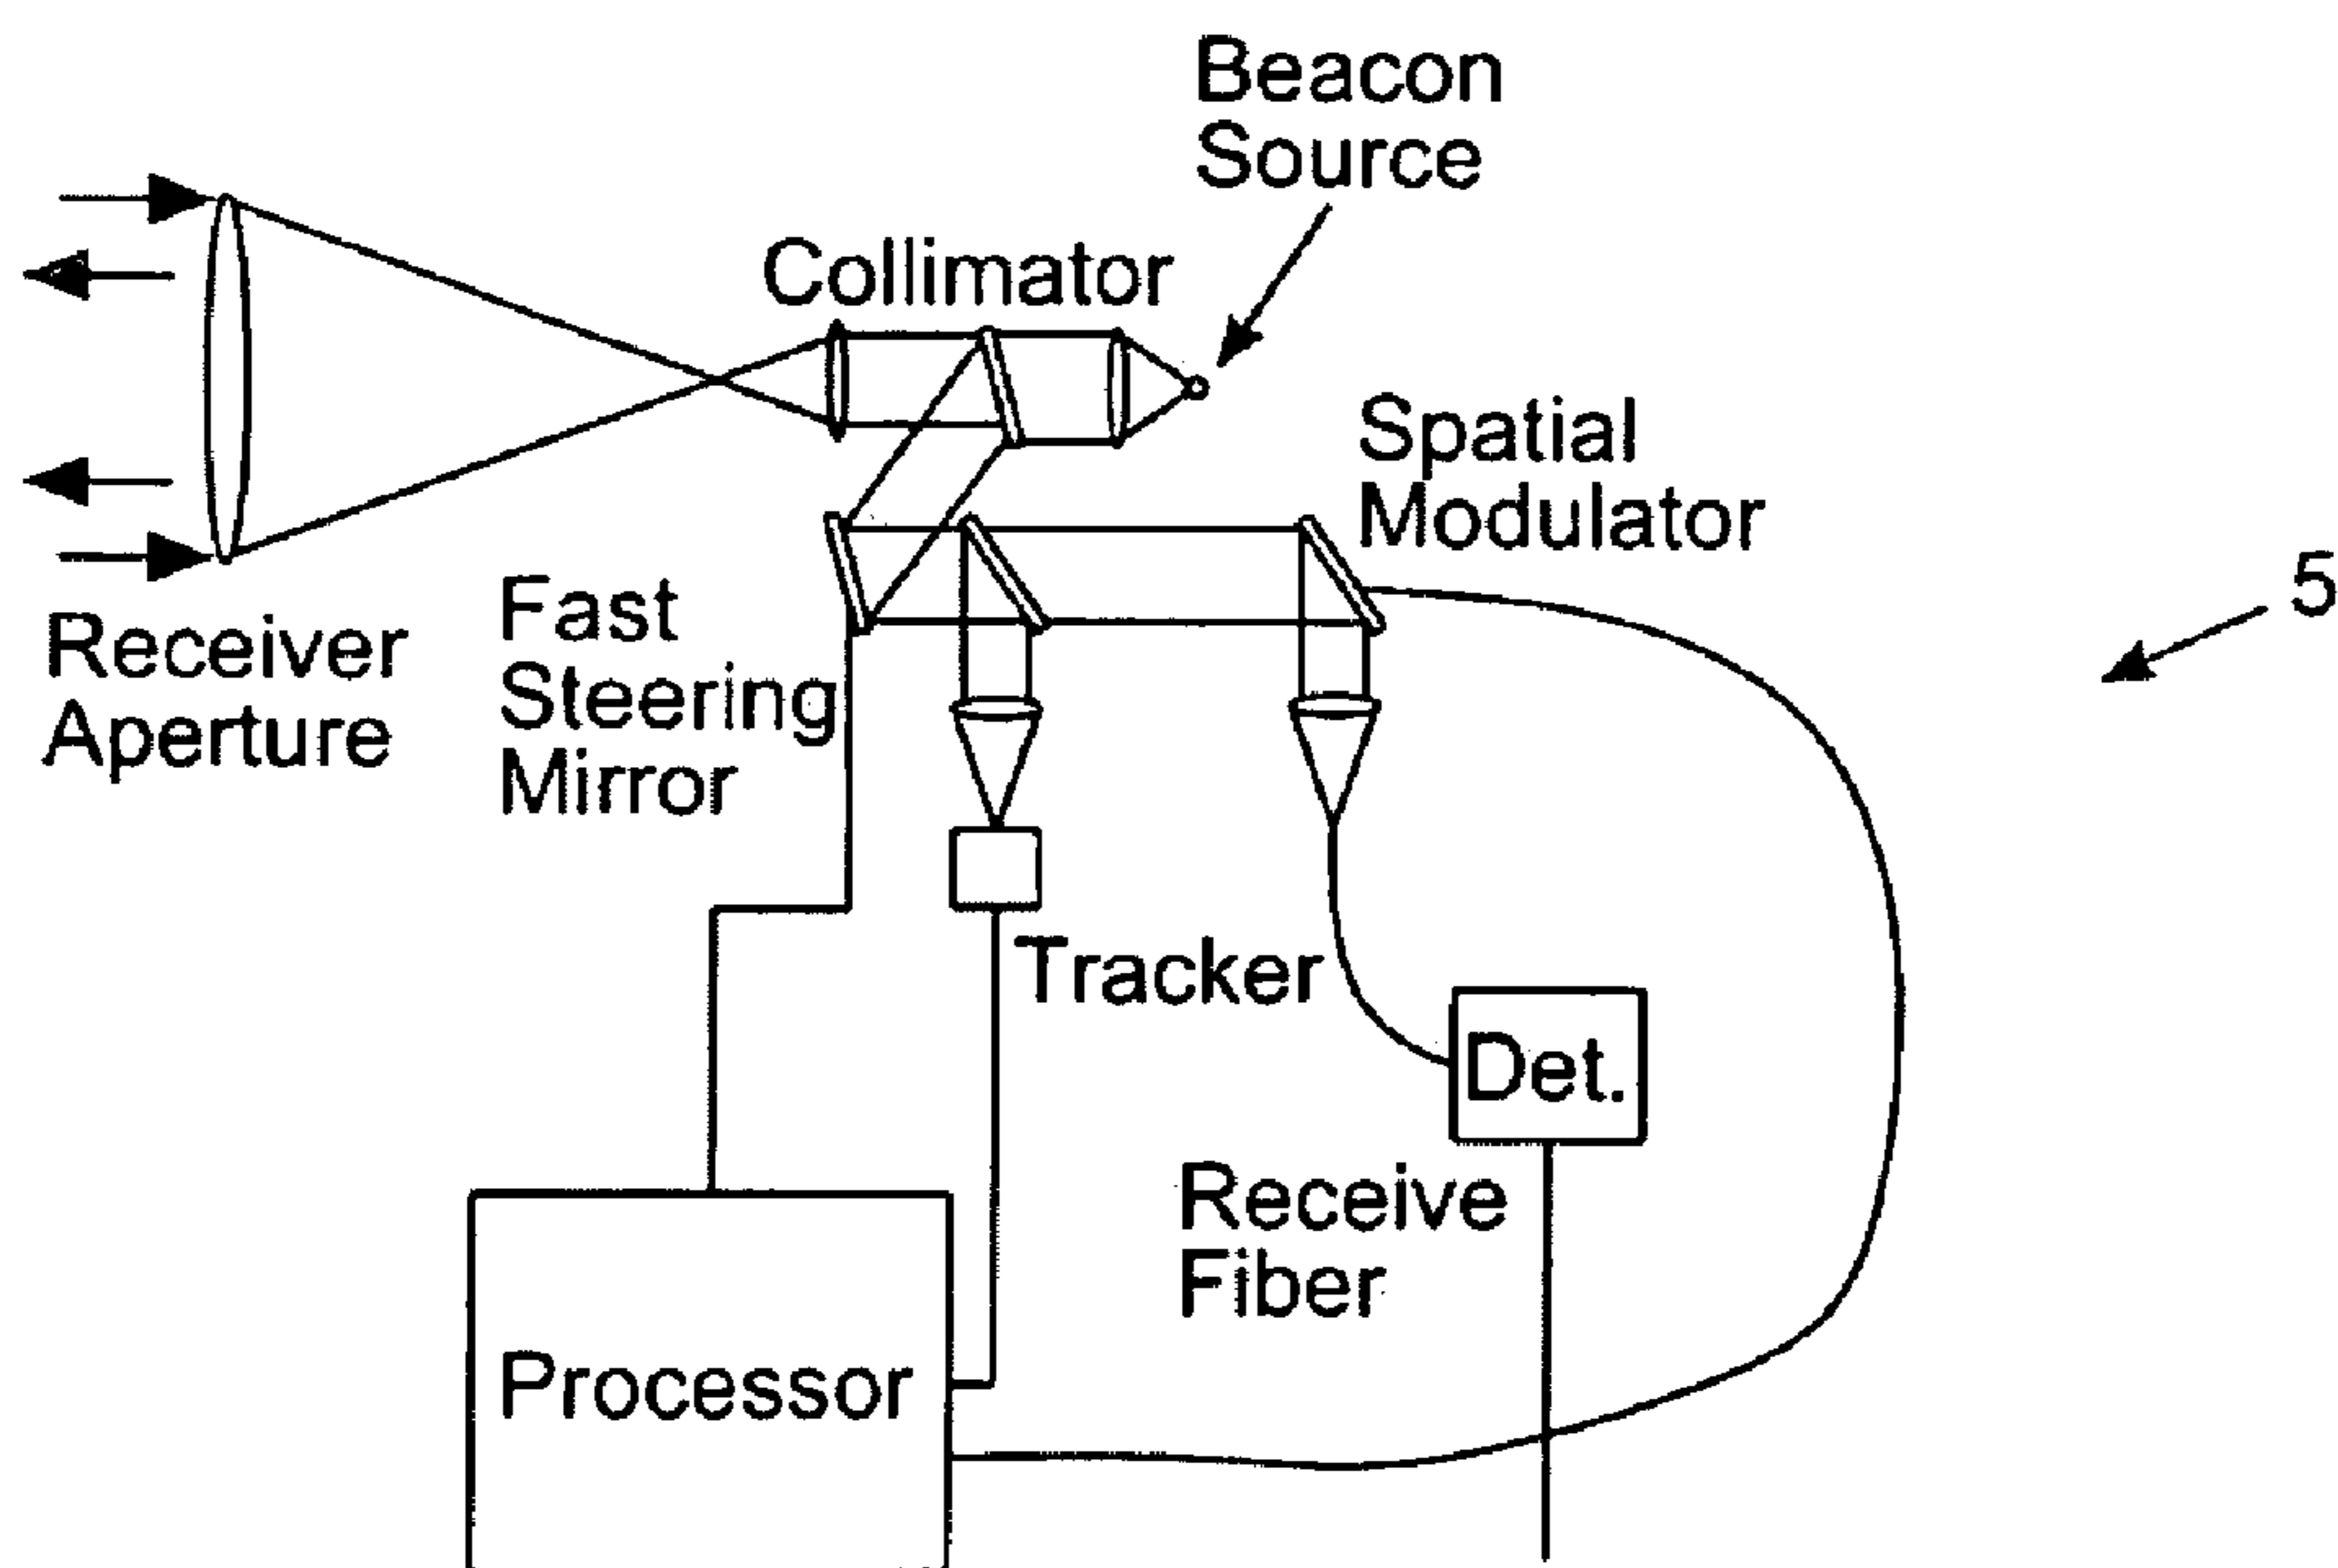 Beacon
Source
Collimator
Spatial
Modulator
5
Receiver
Aperture
Fast
Steering
Mirror
Tracker
Det.
Receive
Fiber
Processor